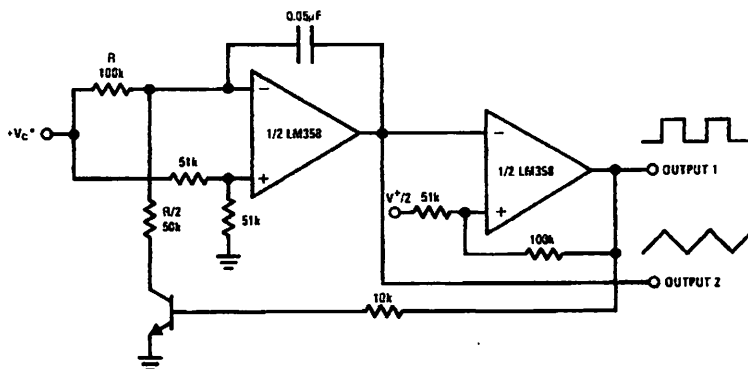 0.05µF
R
100k
+VC*
−
1/2 LM358
+
51k
51k
R/2
50k
−
1/2 LM358
+
V+/2
51k
100k
10k
OUTPUT 1
OUTPUT 2